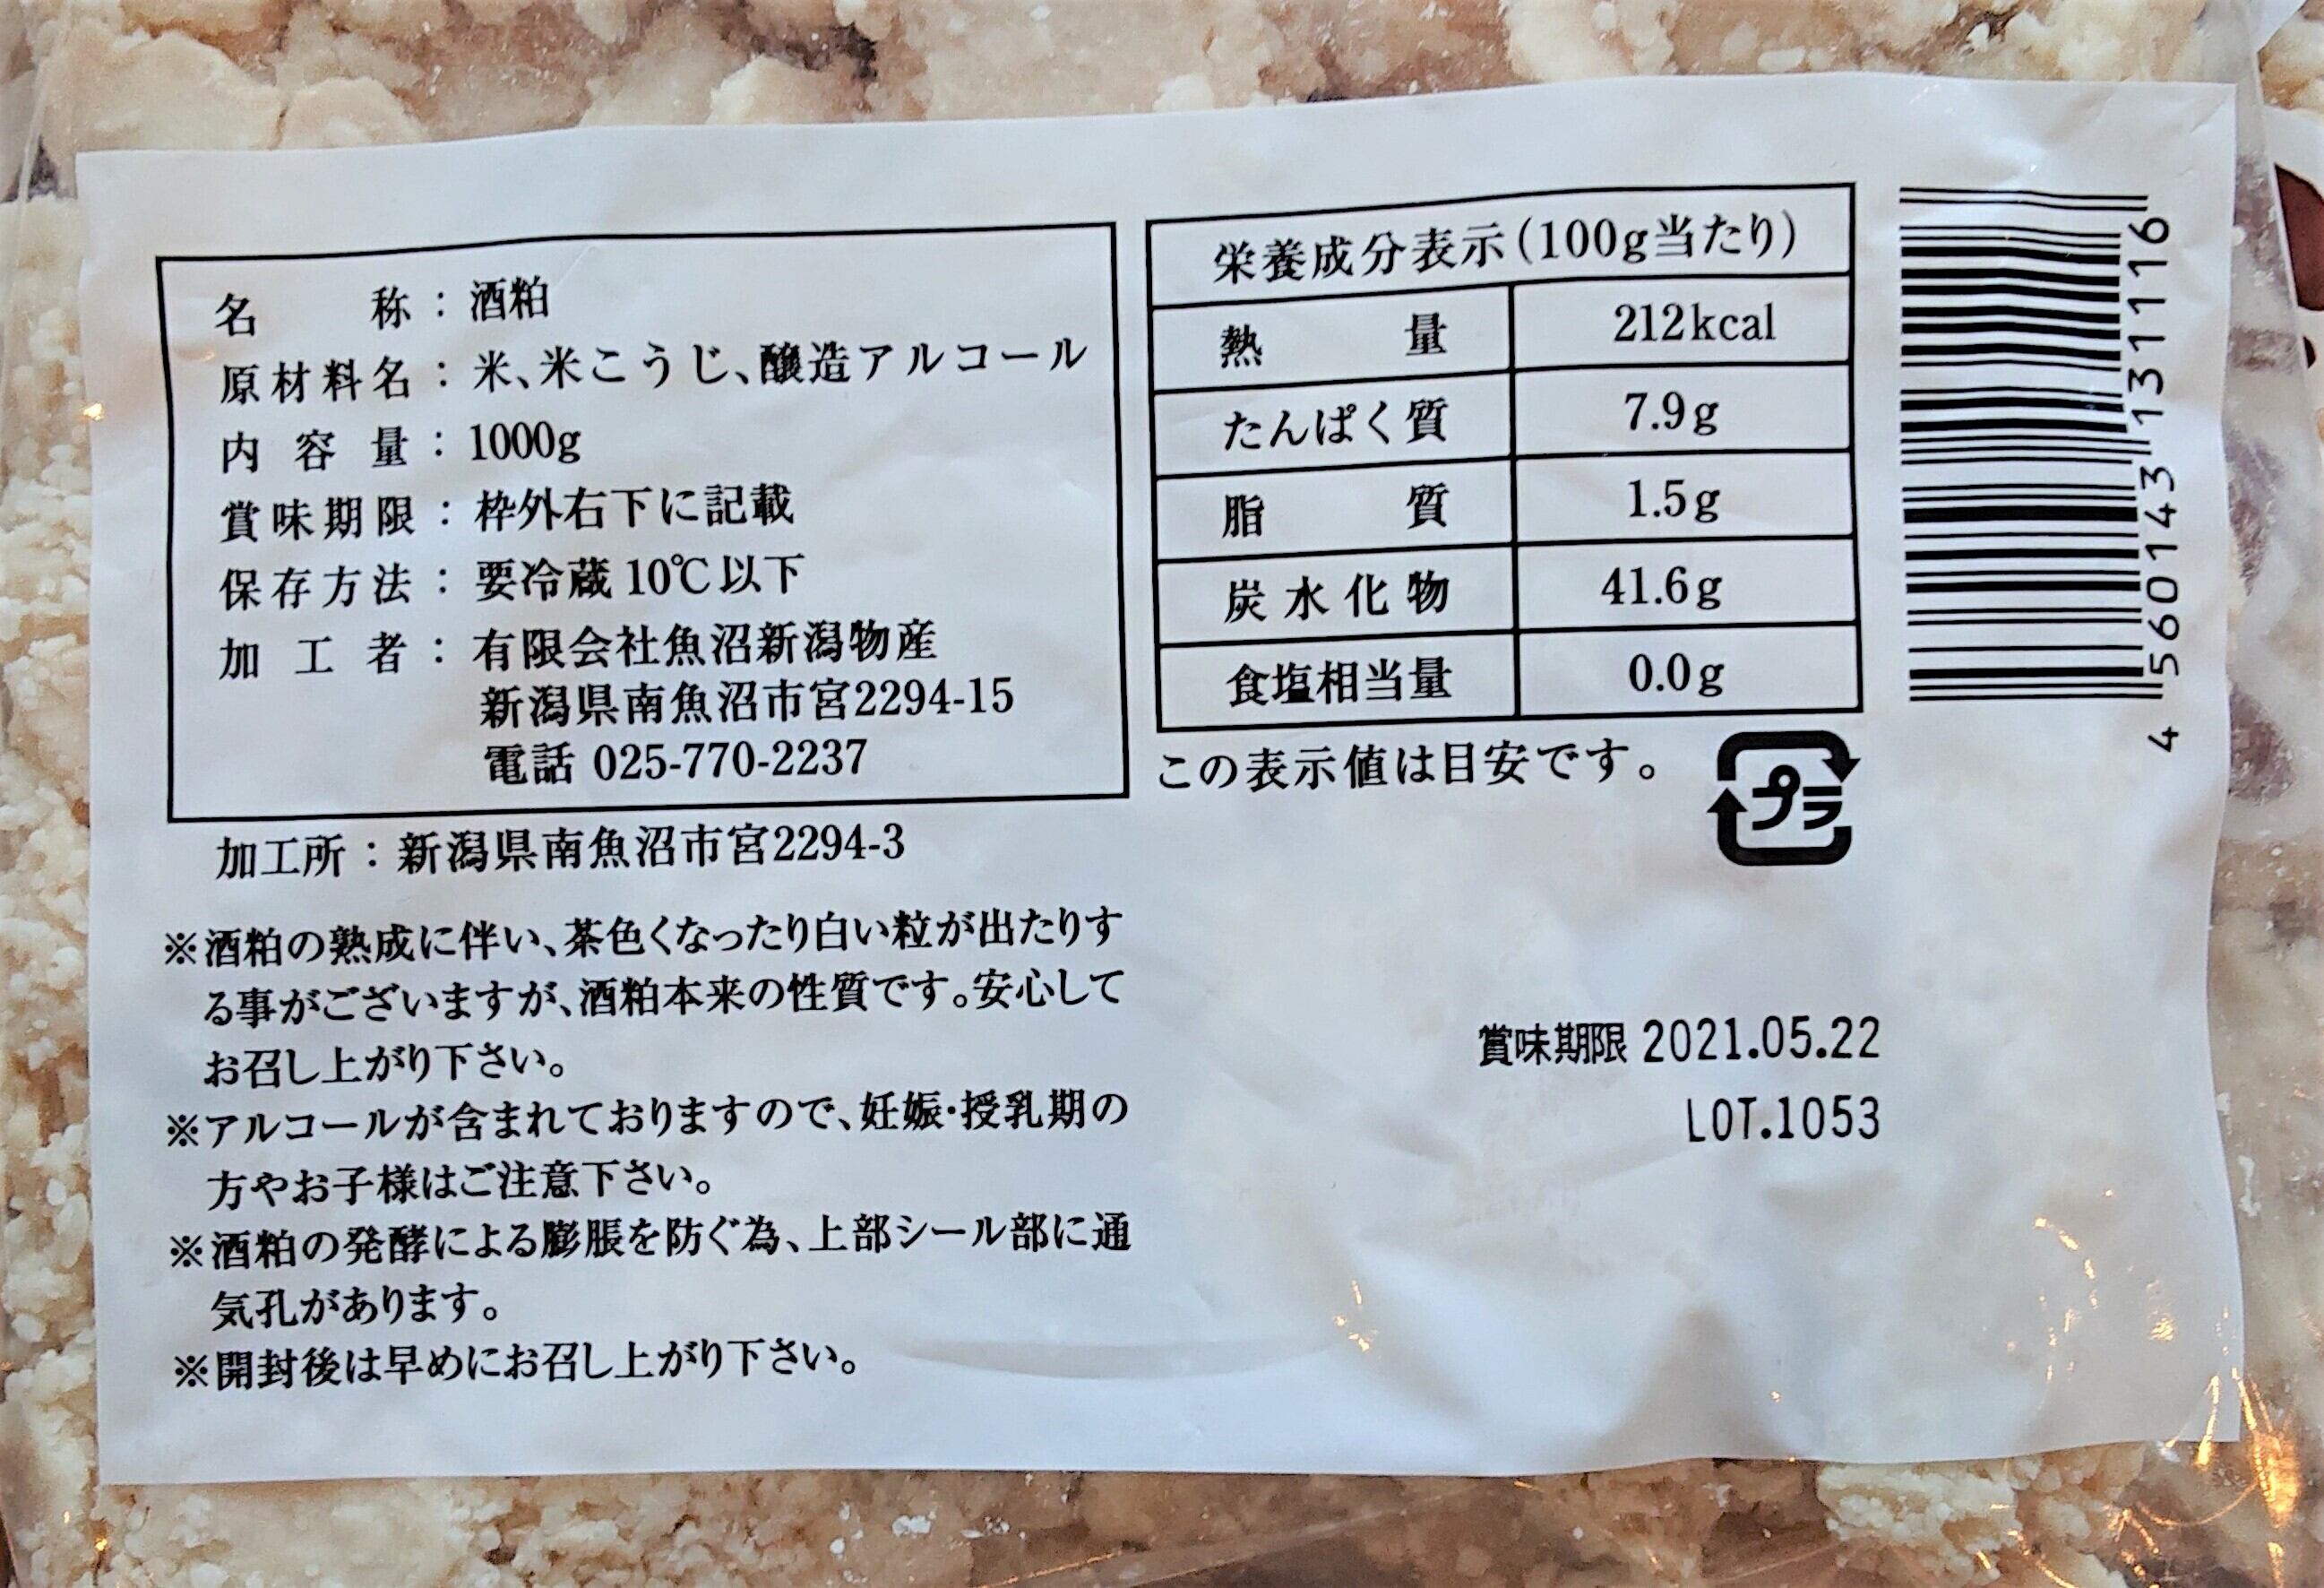 名　　称：酒粕
原材料名：米、米こうじ、醸造アルコール
内容量：1000g
賞味期限：枠外右下に記載
保存方法：要冷蔵10℃以下
加工者：有限会社魚沼新潟物産
新潟県南魚沼市宮2294-15
電話 025-770-2237
加工所：新潟県南魚沼市宮2294-3
※酒粕の熟成に伴い、茶色くなったり白い粒が出たりす
る事がございますが、酒粕本来の性質です。安心して
お召し上がり下さい。
※アルコールが含まれておりますので、妊娠・授乳期の
方やお子様はご注意下さい。
※酒粕の発酵による膨脹を防ぐ為、上部シール部に通
気孔があります。
※開封後は早めにお召し上がり下さい。
栄養成分表示(100g当たり)
熱量 212kcal
たんぱく質 7.9g
脂質 1.5g
炭水化物 41.6g
食塩相当量 0.0g
この表示値は目安です。
プラ
賞味期限 2021.05.22
LOT.1053
4 560143 131116